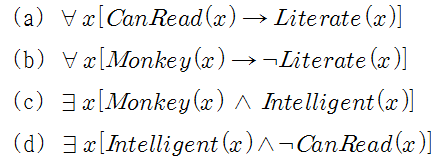 (a) ∀x[CanRead(x)→Literate(x)]
(b) ∀x[Monkey(x)→¬Literate(x)]
(c) ∃x[Monkey(x) ∧ Intelligent(x)]
(d) ∃x[Intelligent(x)∧¬CanRead(x)]